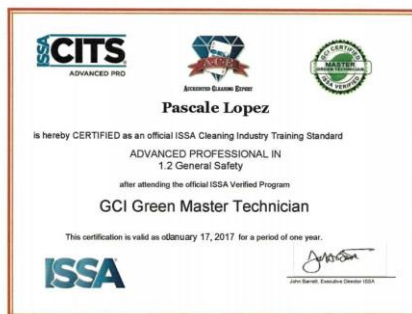 ISSA CITS
ADVANCED PRO
ACE
ACCREDITED CLEANING EXPERT
GCI CERTIFIED
MASTER
GREEN TECHNICIAN
ISSA VERIFIED
Pascale Lopez
is hereby CERTIFIED as an official ISSA Cleaning Industry Training Standard
ADVANCED PROFESSIONAL IN
1.2 General Safety
after attending the official ISSA Verified Program
GCI Green Master Technician
This certification is valid as oJanuary 17, 2017 for a period of one year.
ISSA
John Barrett, Executive Director ISSA